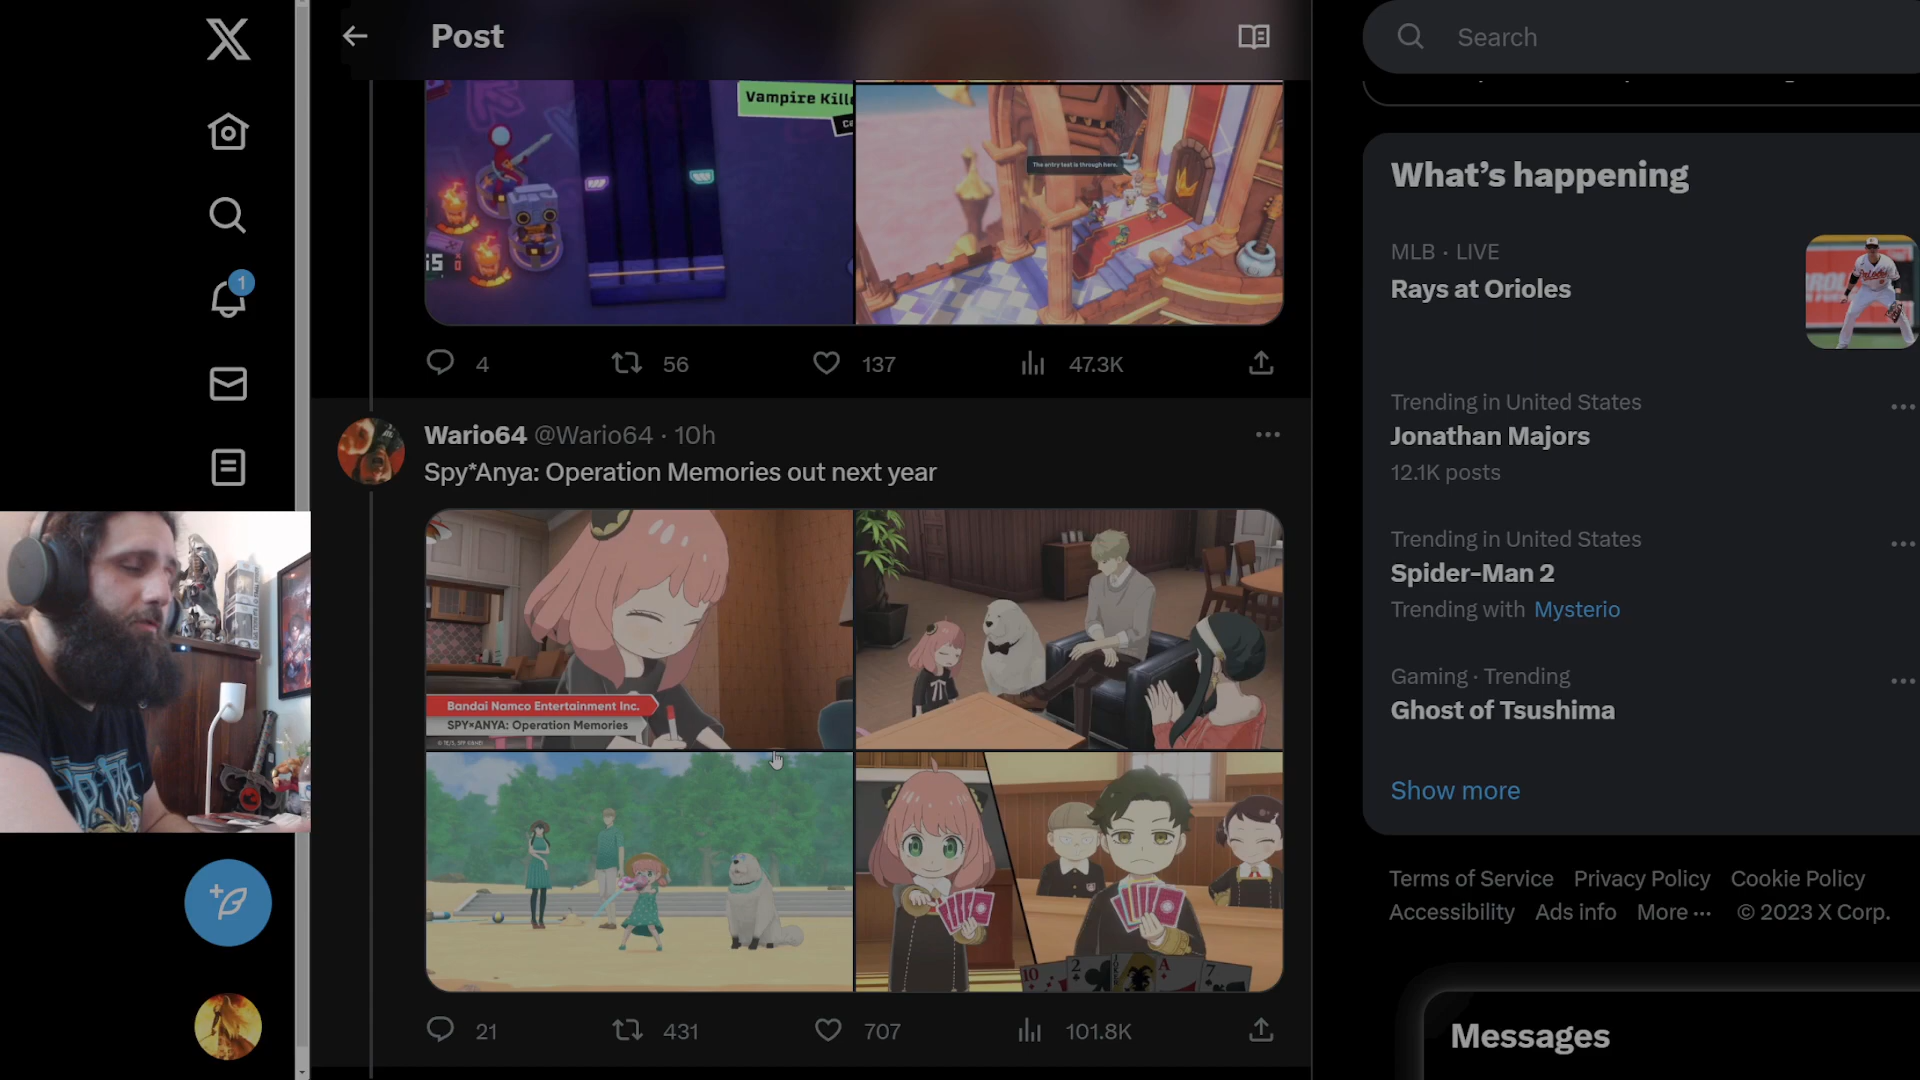 Post
Search
Vampire Kill
The entry test is through here.
4
56
137
47.3K
Wario64 @Wario64 · 10h
Spy*Anya: Operation Memories out next year
Bandai Namco Entertainment Inc.
SPY×ANYA: Operation Memories
10
2
A
7
21
431
707
101.8K
1
What's happening
MLB · LIVE
Rays at Orioles
Trending in United States
Jonathan Majors
12.1K posts
Trending in United States
Spider-Man 2
Trending with Mysterio
Gaming · Trending
Ghost of Tsushima
Show more
Terms of Service Privacy Policy Cookie Policy
Accessibility Ads info More ··· © 2023 X Corp.
Messages